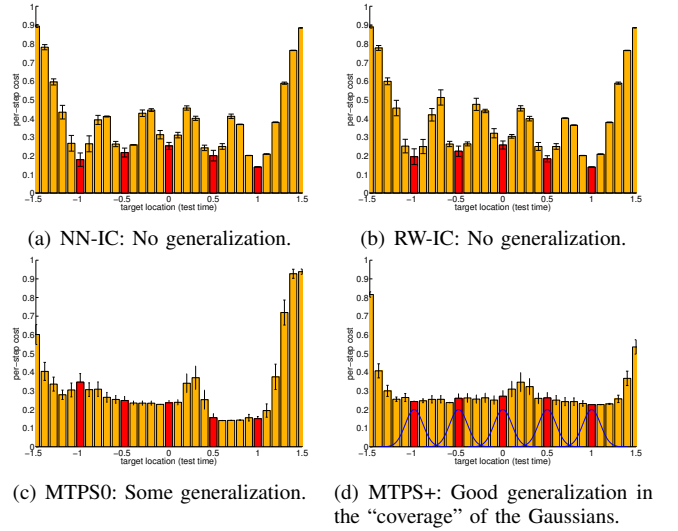 1
0.9
0.8
0.7
0.6
0.5
0.4
0.3
0.2
0.1
0
per-step cost
−1.5 −1 −0.5 0 0.5 1 1.5
target location (test time)
(a) NN-IC: No generalization.
1
0.9
0.8
0.7
0.6
0.5
0.4
0.3
0.2
0.1
0
per-step cost
−1.5 −1 −0.5 0 0.5 1 1.5
target location (test time)
(b) RW-IC: No generalization.
1
0.9
0.8
0.7
0.6
0.5
0.4
0.3
0.2
0.1
0
per-step cost
−1.5 −1 −0.5 0 0.5 1 1.5
target location (test time)
(c) MTPS0: Some generalization.
1
0.9
0.8
0.7
0.6
0.5
0.4
0.3
0.2
0.1
0
per-step cost
−1.5 −1 −0.5 0 0.5 1 1.5
target location (test time)
(d) MTPS+: Good generalization in
the “coverage” of the Gaussians.